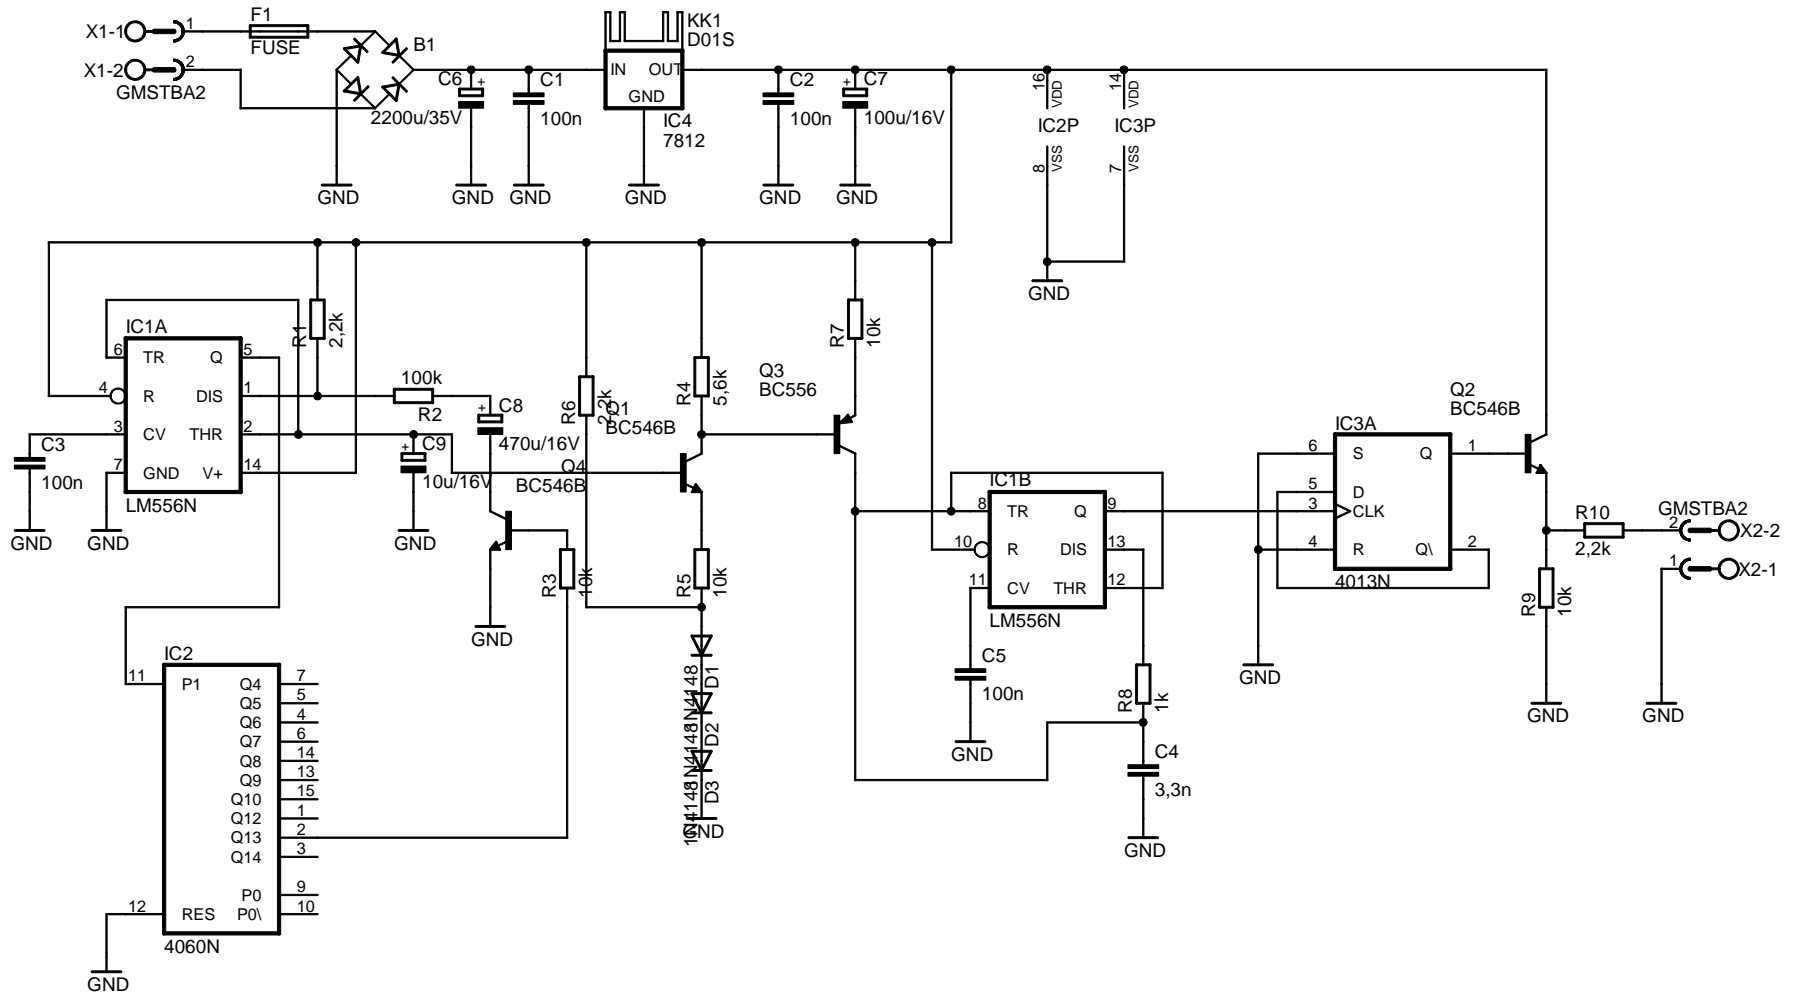 X1-1
1
F1
FUSE
X1-2
2
GMSTBA2
B1
C6
+
2200u/35V
C1
100n
KK1
D01S
IN
OUT
GND
IC4
7812
C2
100n
C7
+
100u/16V
16
VDD
IC2P
8
VSS
14
VDD
IC3P
7
VSS
GND
GND
GND
GND
GND
GND
GND
IC1A
6
TR
Q
5
4
R
DIS
1
3
CV
THR
2
7
GND
V+
14
LM556N
C3
100n
GND
GND
R1
2,2k
100k
R2
C8
+
470u/16V
C9
+
10u/16V
GND
Q4
BC546B
R6
2,2k
Q1
BC546B
R4
5,6k
R3
10k
R5
10k
GND
Q3
BC556
R7
10k
IC1B
8
TR
Q
9
10
R
DIS
13
11
CV
THR
12
LM556N
C5
100n
GND
R8
1k
C4
3,3n
GND
IC3A
6
S
Q
1
5
D
3
CLK
4
R
Q\
2
4013N
GND
Q2
BC546B
R10
2,2k
GMSTBA2
2
X2-2
1
X2-1
R9
10k
GND
GND
D1
1N4148
D2
1N4148
D3
1N4148
GND
IC2
11
P1
Q4
7
Q5
5
Q6
4
Q7
6
Q8
14
Q9
13
Q10
15
Q12
1
Q13
2
Q14
3
P0
9
12
RES
P0\
10
4060N
GND